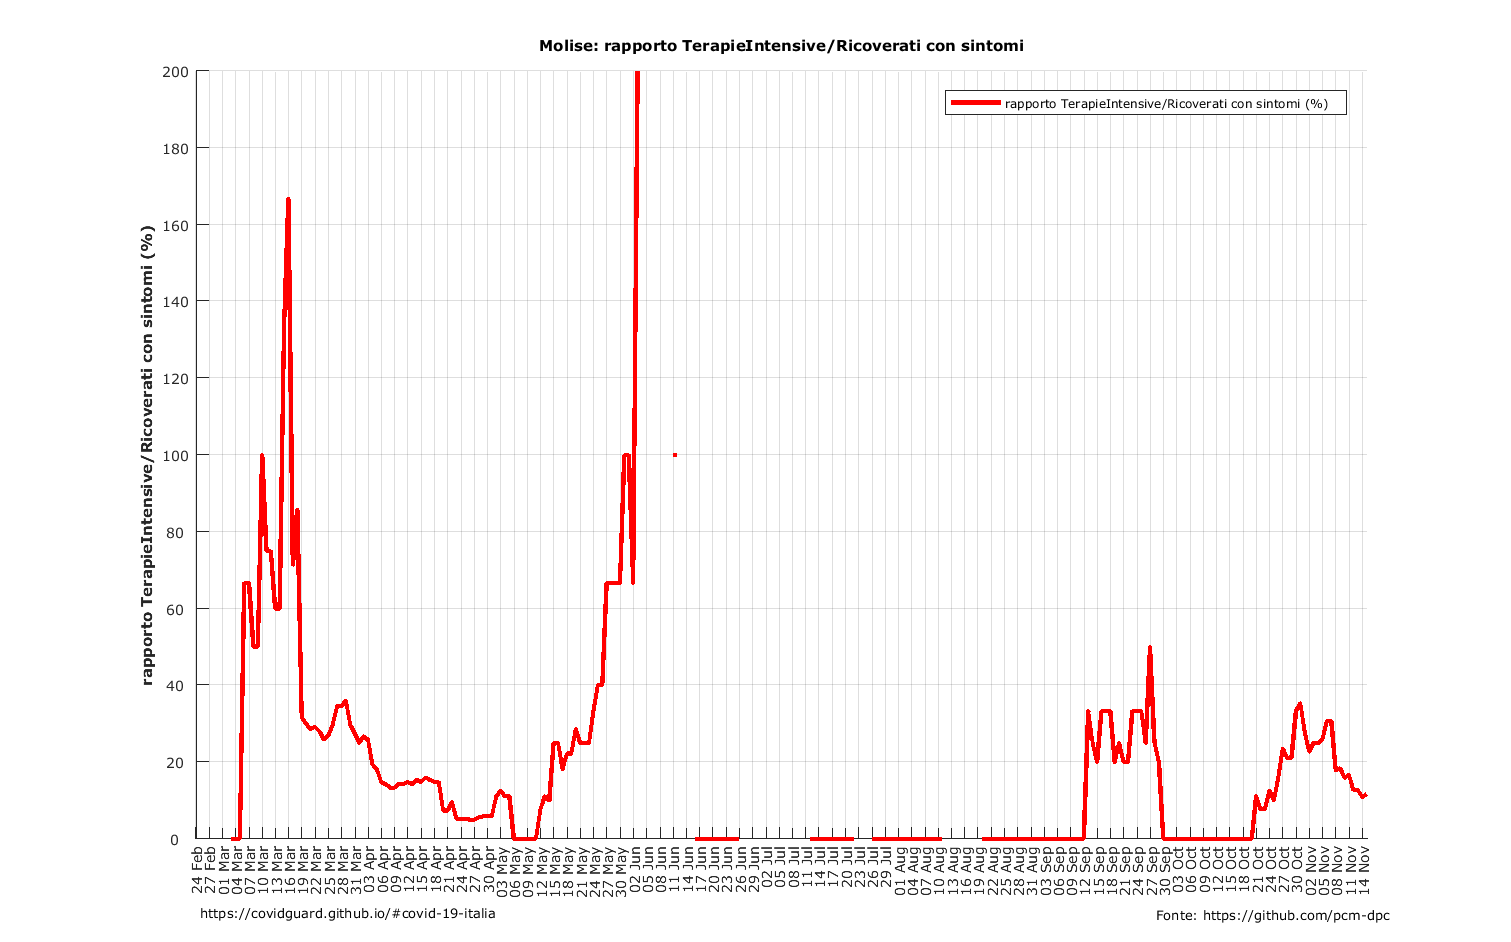 Molise: rapporto TerapieIntensive/Ricoverati con sintomi
rapporto TerapieIntensive/Ricoverati con sintomi (%)
rapporto TerapieIntensive/Ricoverati con sintomi (%)
200
180
160
140
120
100
80
60
40
20
0
24 Feb
27 Feb
01 Mar
04 Mar
07 Mar
10 Mar
13 Mar
16 Mar
19 Mar
22 Mar
25 Mar
28 Mar
31 Mar
03 Apr
06 Apr
09 Apr
12 Apr
15 Apr
18 Apr
21 Apr
24 Apr
27 Apr
30 Apr
03 May
06 May
09 May
12 May
15 May
18 May
21 May
24 May
27 May
30 May
02 Jun
05 Jun
08 Jun
11 Jun
14 Jun
17 Jun
20 Jun
23 Jun
26 Jun
29 Jun
02 Jul
05 Jul
08 Jul
11 Jul
14 Jul
17 Jul
20 Jul
23 Jul
26 Jul
29 Jul
01 Aug
04 Aug
07 Aug
10 Aug
13 Aug
16 Aug
19 Aug
22 Aug
25 Aug
28 Aug
31 Aug
03 Sep
06 Sep
09 Sep
12 Sep
15 Sep
18 Sep
21 Sep
24 Sep
27 Sep
30 Sep
03 Oct
06 Oct
09 Oct
12 Oct
15 Oct
18 Oct
21 Oct
24 Oct
27 Oct
30 Oct
02 Nov
05 Nov
08 Nov
11 Nov
14 Nov
https://covidguard.github.io/#covid-19-italia
Fonte: https://github.com/pcm-dpc